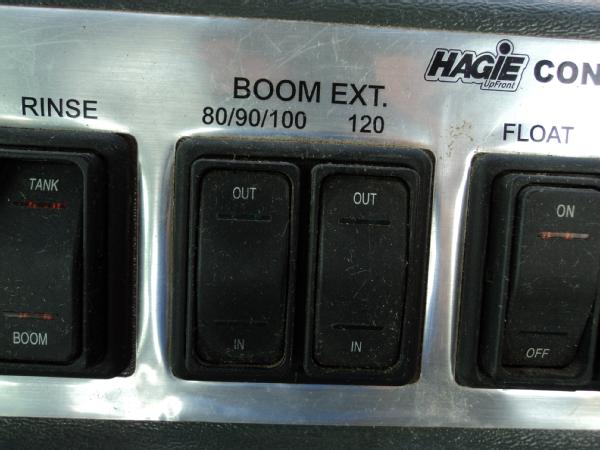 HAGIE CON
UpFront
RINSE
BOOM EXT.
80/90/100 120
FLOAT
TANK
BOOM
OUT
IN
OUT
IN
ON
OFF